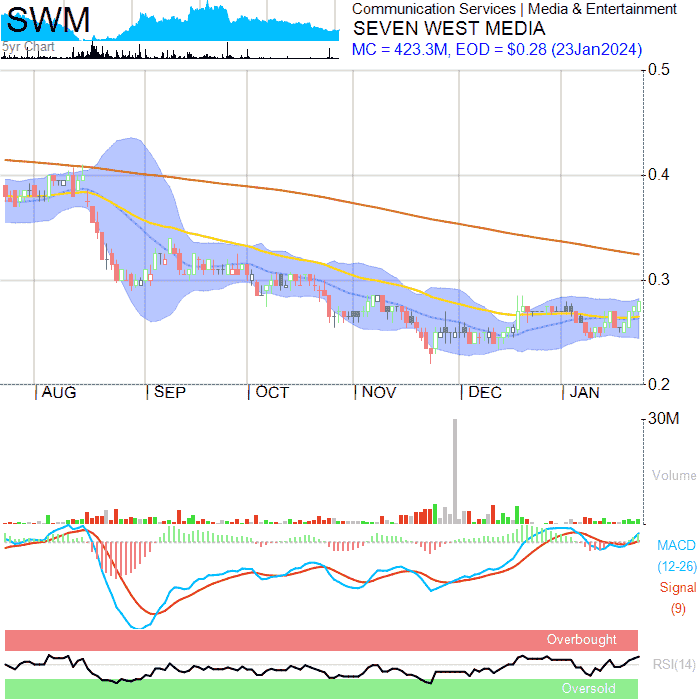 SWM
5yr Chart
Communication Services | Media & Entertainment
SEVEN WEST MEDIA
MC = 423.3M, EOD = $0.28 (23Jan2024)
0.5
0.4
0.3
0.2
AUG SEP OCT NOV DEC JAN
30M
Volume
MACD
(12-26)
Signal
(9)
Overbought
RSI(14)
Oversold